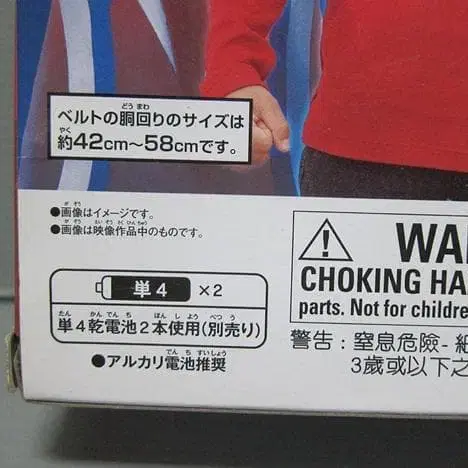 ベルトの胴回りのサイズは
約42cm～58cmです。
●画像はイメージです。
●画像は映像作品中のものです。
単4 ×2
単4乾電池2本使用(別売り)
●アルカリ電池推奨
CHOKING
parts. Not for children
警告：窒息危險-
3歲或以下之